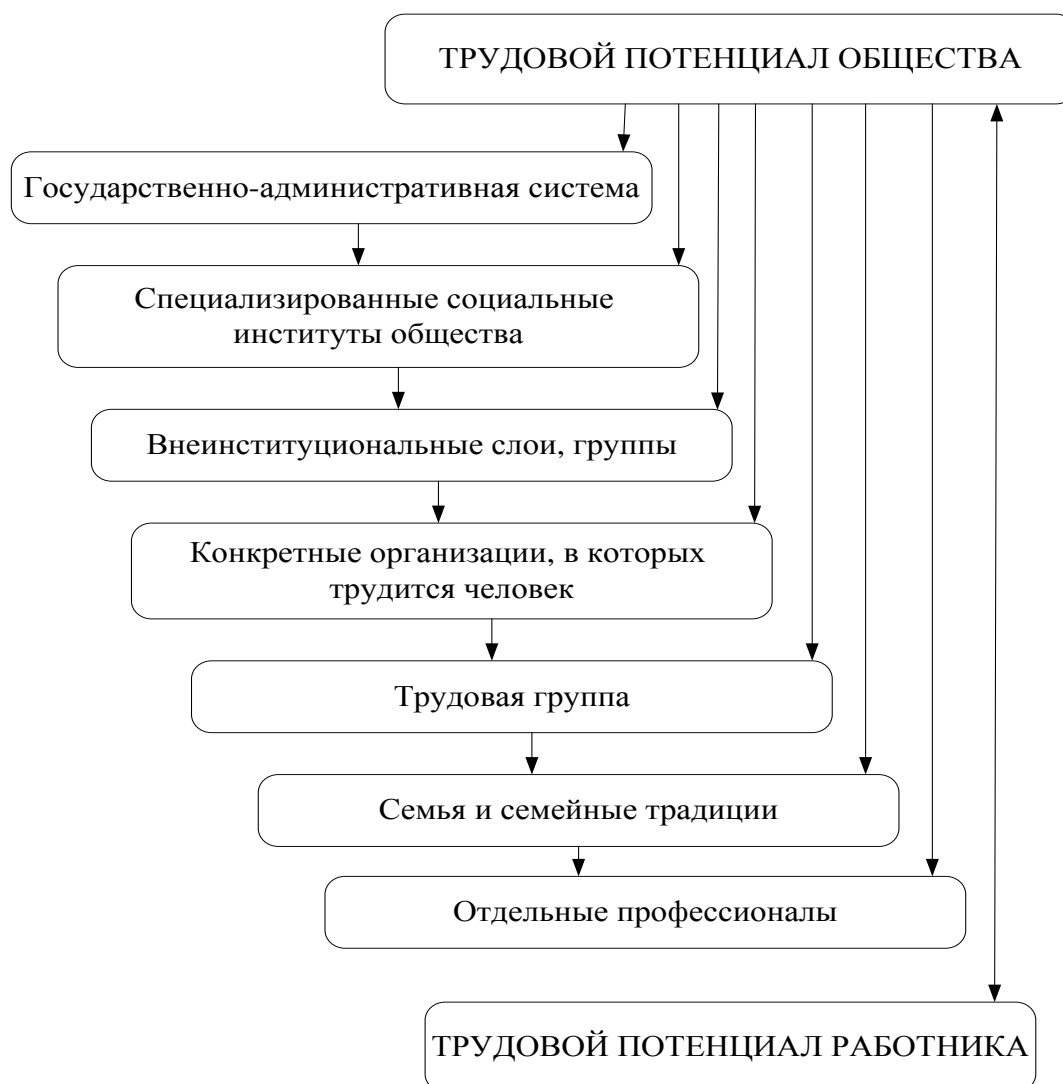 ТРУДОВОЙ ПОТЕНЦИАЛ ОБЩЕСТВА
Государственно-административная система
Специализированные социальные
институты общества
Внеинституциональные слои, группы
Конкретные организации, в которых
трудится человек
Трудовая группа
Семья и семейные традиции
Отдельные профессионалы
ТРУДОВОЙ ПОТЕНЦИАЛ РАБОТНИКА